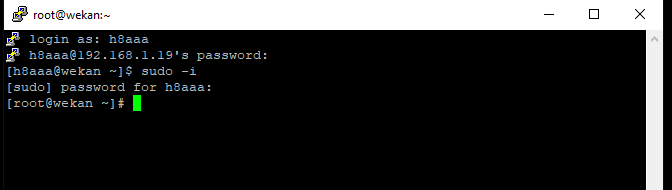 root@wekan:~
login as: h8aaa
h8aaa@192.168.1.19's password:
[h8aaa@wekan ~]$ sudo -i
[sudo] password for h8aaa:
[root@wekan ~]#